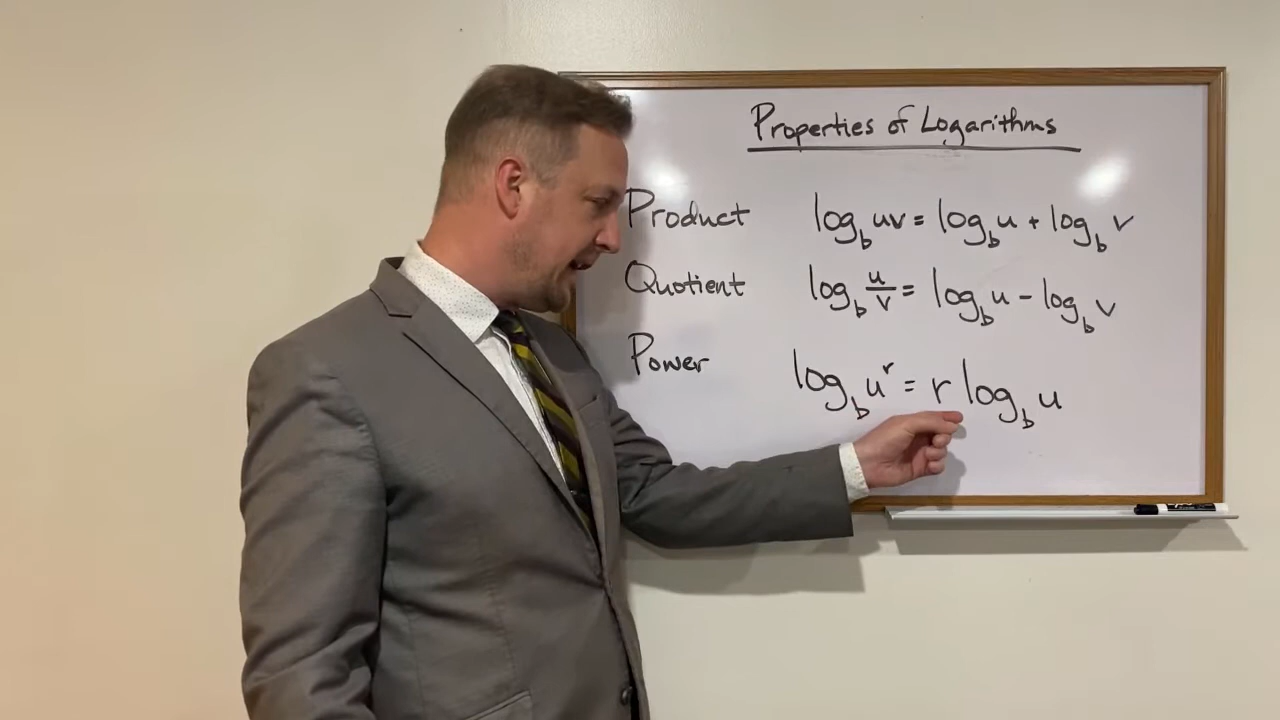 Properties of Logarithms
Product log_b uv = log_b u + log_b v
Quotient log_b u/v = log_b u - log_b v
Power log_b u^r = r log_b u